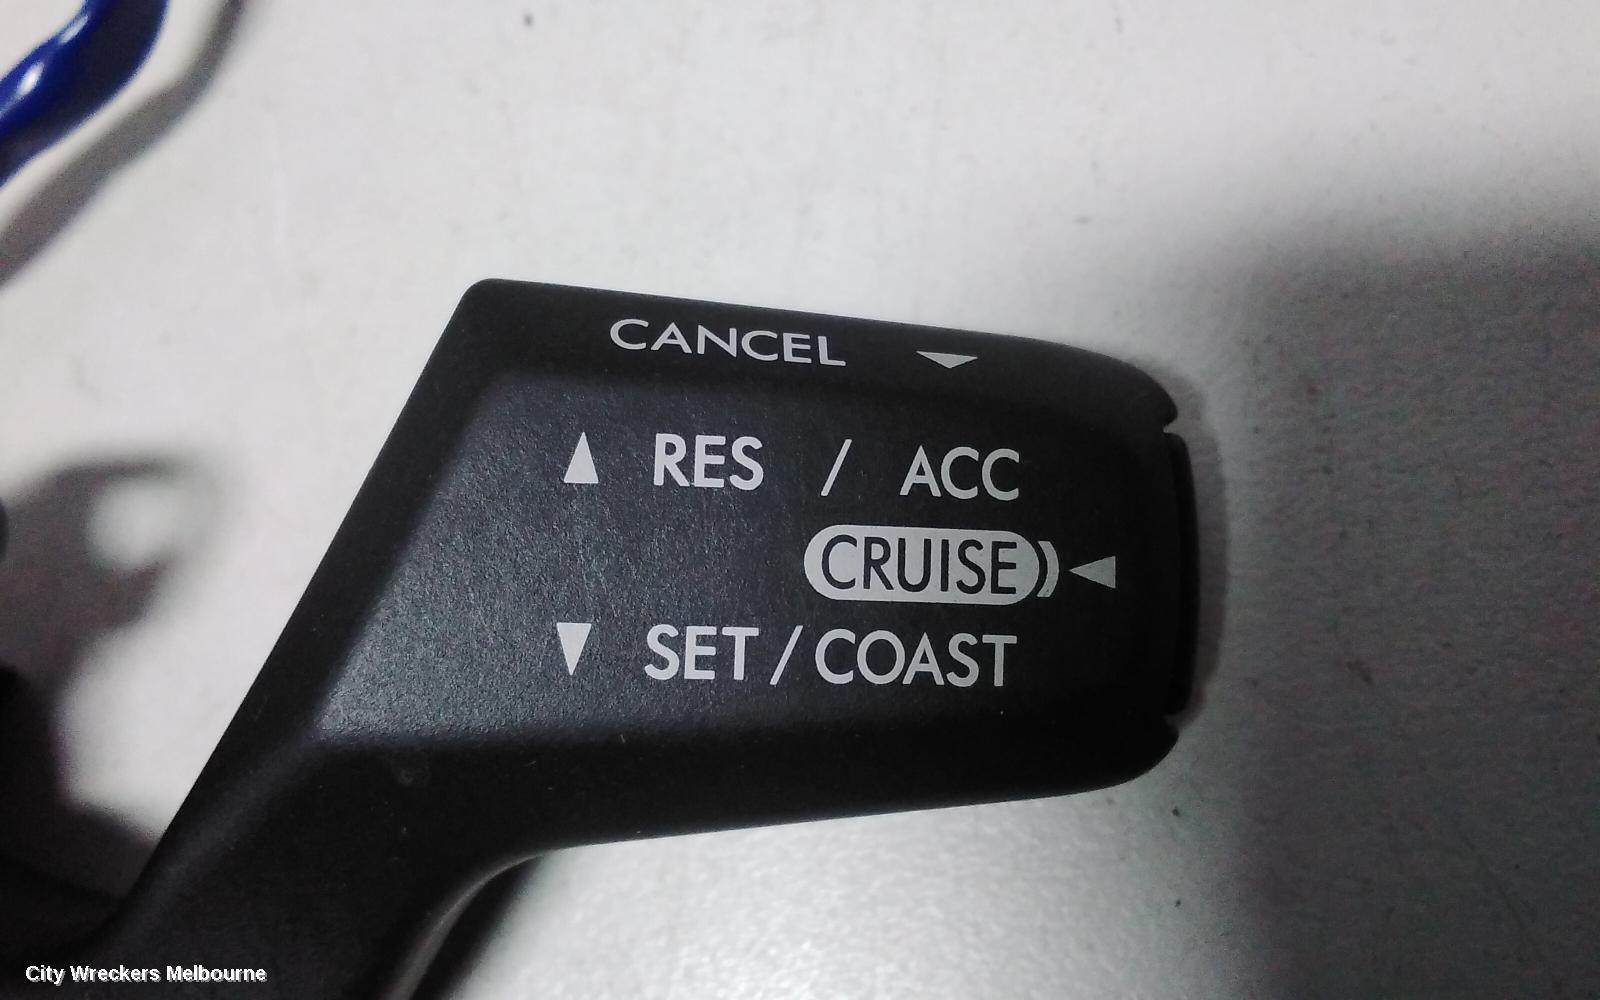 CANCEL
RES / ACC
CRUISE
SET / COAST
City Wreckers Melbourne